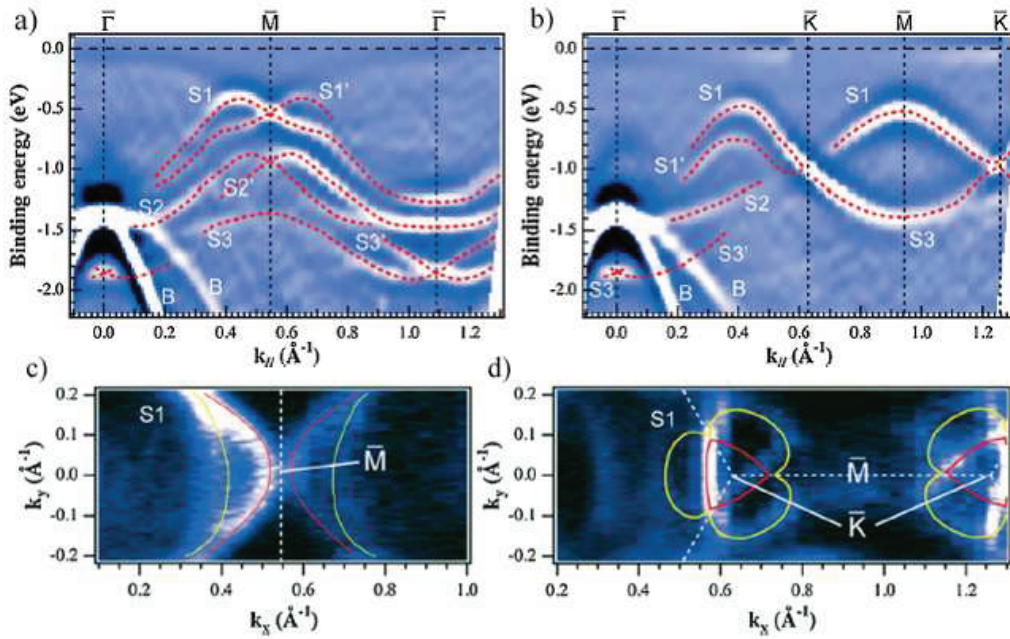 a)
Γ̅ M̅ Γ̅
Binding energy (eV)
0.0
-0.5
-1.0
-1.5
-2.0
S1 S1'
S2'
S2
S3 S3'
B B
0.0 0.2 0.4 0.6 0.8 1.0 1.2
k// (Å⁻¹)
b)
Γ̅ K̅ M̅ K̅
Binding energy (eV)
0.0
-0.5
-1.0
-1.5
-2.0
S1 S1
S1'
S2
S3
S3'
S3
B B
0.0 0.2 0.4 0.6 0.8 1.0 1.2
k// (Å⁻¹)
c)
ky (Å⁻¹)
0.2
0.1
0.0
-0.1
-0.2
S1
M̅
0.2 0.4 0.6 0.8 1.0
kx (Å⁻¹)
d)
ky (Å⁻¹)
0.2
0.1
0.0
-0.1
-0.2
S1
M̅
K̅
0.2 0.4 0.6 0.8 1.0 1.2
kx (Å⁻¹)